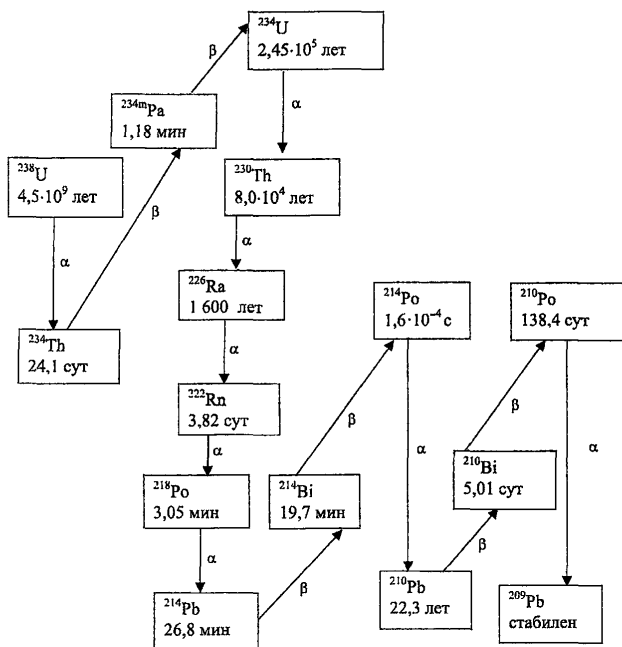 ²³⁴U
2,45·10⁵ лет
β
²³⁴ᵐPa
1,18 мин
α
²³⁸U
4,5·10⁹ лет
²³⁰Th
8,0·10⁴ лет
β
α
α
²²⁶Ra
1 600 лет
²¹⁴Po
1,6·10⁻⁴ с
²¹⁰Po
138,4 сут
²³⁴Th
24,1 сут
α
²²²Rn
3,82 сут
β
β
α
α
α
²¹⁸Po
3,05 мин
²¹⁴Bi
19,7 мин
²¹⁰Bi
5,01 сут
α
β
β
²¹⁴Pb
26,8 мин
²¹⁰Pb
22,3 лет
²⁰⁹Pb
стабилен